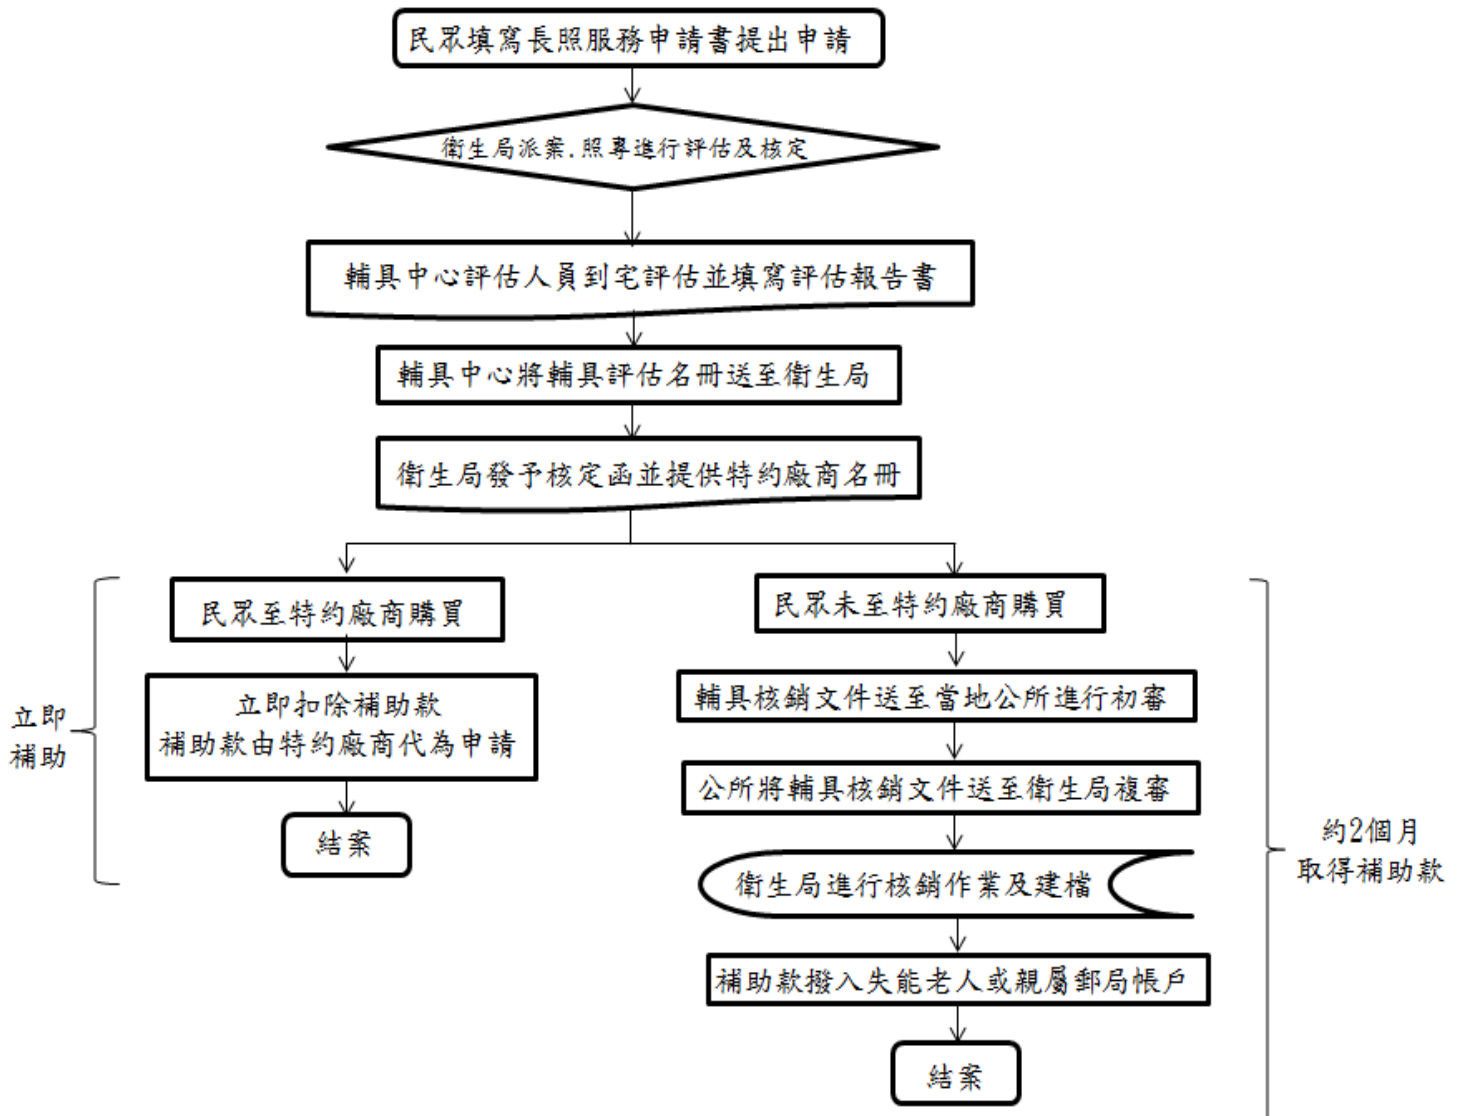 民眾填寫長照服務申請書提出申請
衛生局派案.照專進行評估及核定
輔具中心評估人員到宅評估並填寫評估報告書
輔具中心將輔具評估名冊送至衛生局
衛生局發予核定函並提供特約廠商名冊
民眾至特約廠商購買
立即扣除補助款
補助款由特約廠商代為申請
結案
立即
補助
民眾未至特約廠商購買
輔具核銷文件送至當地公所進行初審
公所將輔具核銷文件送至衛生局複審
衛生局進行核銷作業及建檔
補助款撥入失能老人或親屬郵局帳戶
結案
約2個月
取得補助款